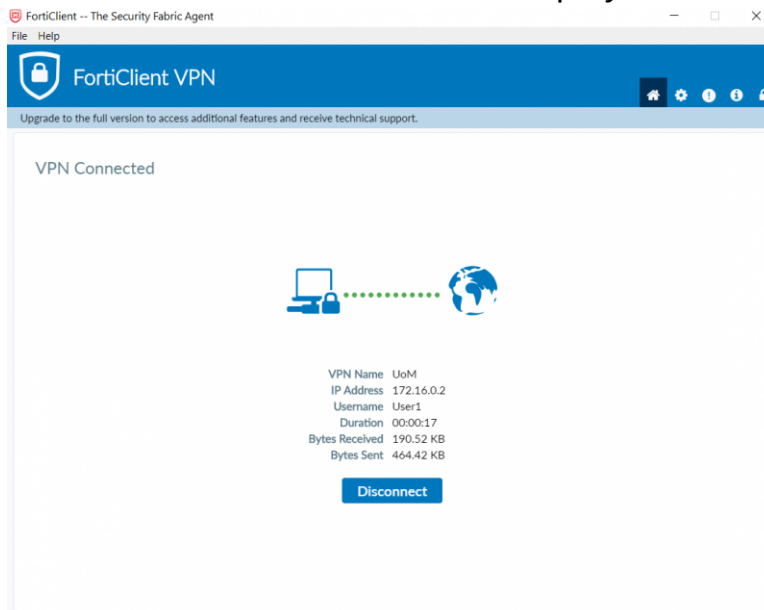 FortiClient -- The Security Fabric Agent
File Help
FortiClient VPN
Upgrade to the full version to access additional features and receive technical support.
VPN Connected
VPN Name UoM
IP Address 172.16.0.2
Username User1
Duration 00:00:17
Bytes Received 190.52 KB
Bytes Sent 464.42 KB
Disconnect